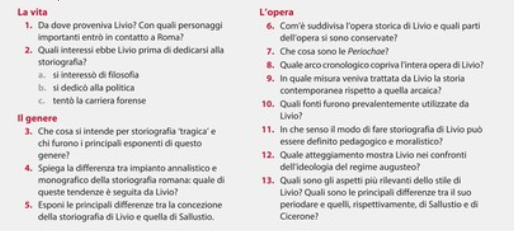 La vita
1. Da dove proveniva Livio? Con quali personaggi
importanti entrò in contatto a Roma?
2. Quali interessi ebbe Livio prima di dedicarsi alla
storiografia?
a. si interessò di filosofia
b. si dedicò alla politica
c. tentò la carriera forense
Il genere
3. Che cosa si intende per storiografia 'tragica' e
chi furono i principali esponenti di questo
genere?
4. Spiega la differenza tra impianto annalistico e
monografico della storiografia romana: quale di
queste tendenze è seguita da Livio?
5. Esponi le principali differenze tra la concezione
della storiografia di Livio e quella di Sallustio.
L'opera
6. Com'è suddivisa l'opera storica di Livio e quali parti
dell'opera si sono conservate?
7. Che cosa sono le Periochae?
8. Quale arco cronologico copriva l'intera opera di Livio?
9. In quale misura veniva trattata da Livio la storia
contemporanea rispetto a quella arcaica?
10. Quali fonti furono prevalentemente utilizzate da
Livio?
11. In che senso il modo di fare storiografia di Livio può
essere definito pedagogico e moralistico?
12. Quale atteggiamento mostra Livio nei confronti
dell'ideologia del regime augusteo?
13. Quali sono gli aspetti più rilevanti dello stile di
Livio? Quali sono le principali differenze tra il suo
periodare e quelli, rispettivamente, di Sallustio e di
Cicerone?